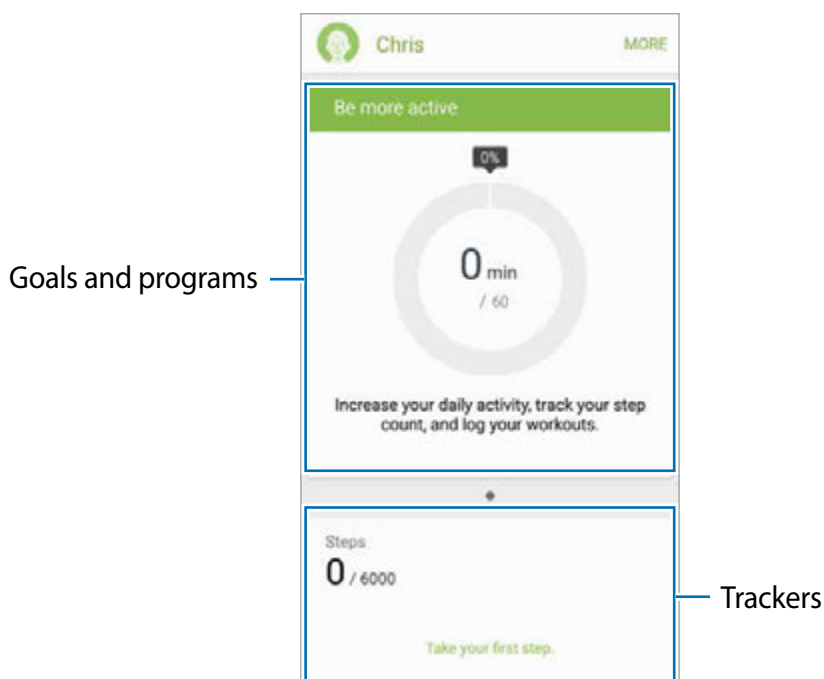 Chris MORE
Be more active
0%
Goals and programs
0 min
/ 60
Increase your daily activity, track your step
count, and log your workouts.
Steps
0 / 6000
Trackers
Take your first step.